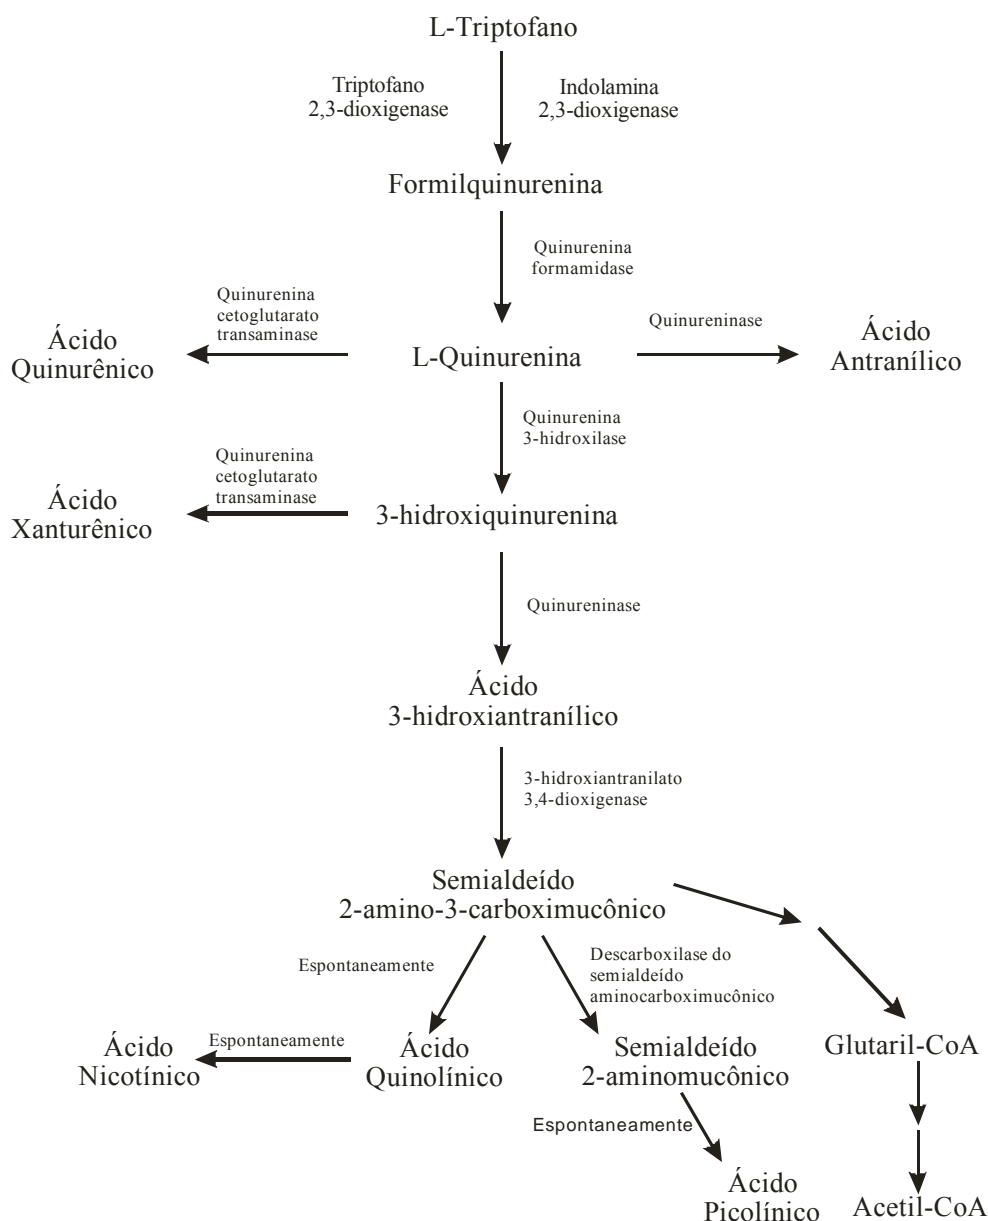 L-Triptofano
Triptofano
2,3-dioxigenase
Indolamina
2,3-dioxigenase
Formilquinurenina
Quinurenina
formamidase
Quinurenina
cetoglutarato
transaminase
Ácido
Quinurênico
L-Quinurenina
Quinureninase
Ácido
Antranílico
Quinurenina
3-hidroxilase
Quinurenina
cetoglutarato
transaminase
Ácido
Xanturênico
3-hidroxiquinurenina
Quinureninase
Ácido
3-hidroxiantranílico
3-hidroxiantranilato
3,4-dioxigenase
Semialdeído
2-amino-3-carboximucônico
Espontaneamente
Descarboxilase do
semialdeído
aminocarboximucônico
Ácido
Nicotínico
Espontaneamente
Ácido
Quinolínico
Semialdeído
2-aminomucônico
Glutaril-CoA
Espontaneamente
Ácido
Picolínico
Acetil-CoA